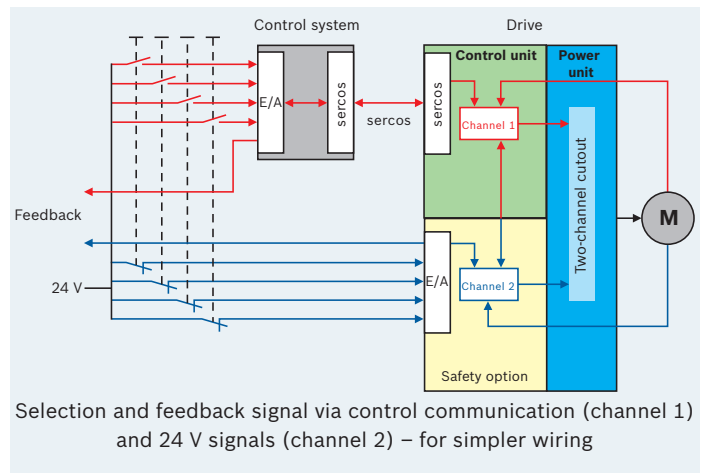 Control system
Drive
Control unit
Power unit
E/A
sercos
sercos
sercos
Channel 1
Two-channel cutout
M
Feedback
24 V
E/A
Channel 2
Safety option
Selection and feedback signal via control communication (channel 1)
and 24 V signals (channel 2) – for simpler wiring